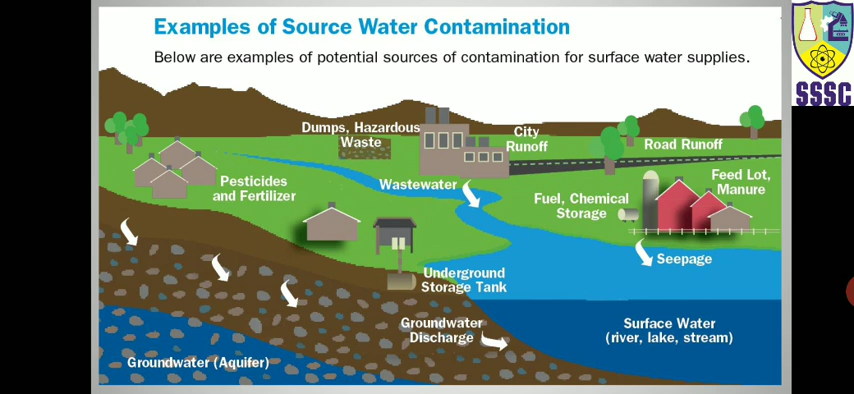 Examples of Source Water Contamination
Below are examples of potential sources of contamination for surface water supplies.
SSSC
Dumps, Hazardous
Waste
City
Runoff
Road Runoff
Pesticides
and Fertilizer
Wastewater
Fuel, Chemical
Storage
Feed Lot,
Manure
Seepage
Underground
Storage Tank
Groundwater
Discharge
Surface Water
(river, lake, stream)
Groundwater (Aquifer)